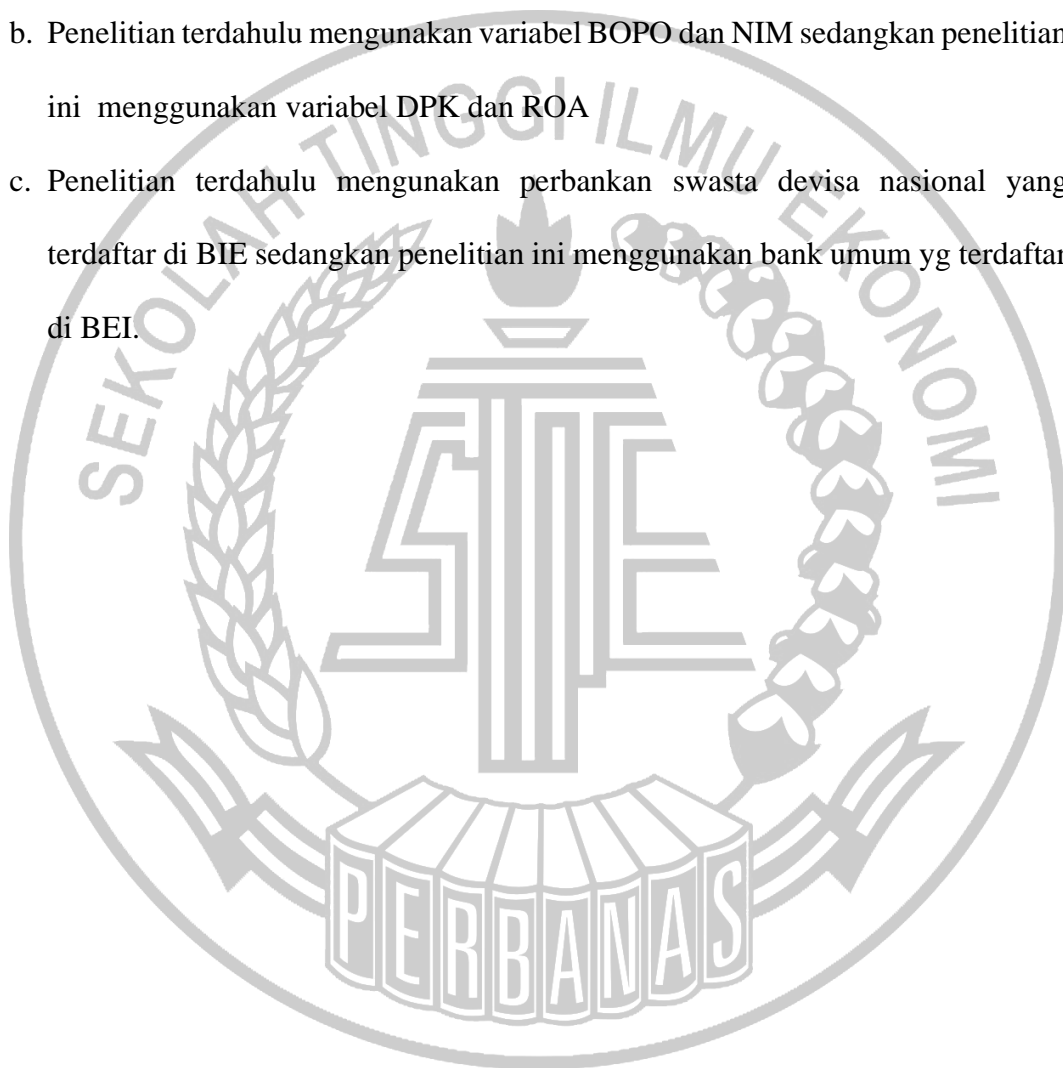 b. Penelitian terdahulu mengunakan variabel BOPO dan NIM sedangkan penelitian
ini menggunakan variabel DPK dan ROA
c. Penelitian terdahulu mengunakan perbankan swasta devisa nasional yang
terdaftar di BIE sedangkan penelitian ini menggunakan bank umum yg terdaftar
di BEI.
SEKOLAH TINGGI ILMU EKONOMI
STIE
PERBANAS